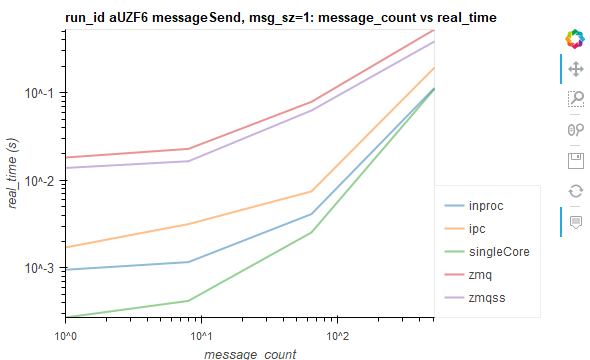 run_id aUZF6 messageSend, msg_sz=1: message_count vs real_time
real_time (s)
10^-1
10^-2
10^-3
10^0
10^1
10^2
message_count
inproc
ipc
singleCore
zmq
zmqss